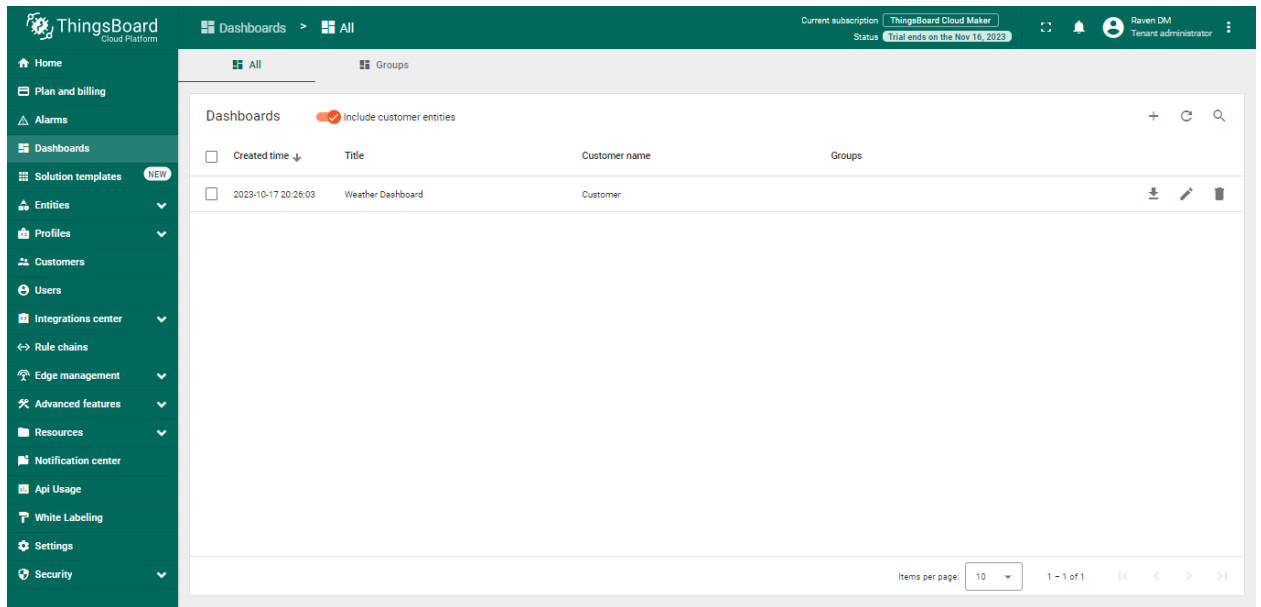 ThingsBoard
Cloud Platform
Dashboards > All
Current subscription ThingsBoard Cloud Maker
Status Trial ends on the Nov 16, 2023
Raven DM
Tenant administrator
Home
Plan and billing
Alarms
Dashboards
Solution templates NEW
Entities
Profiles
Customers
Users
Integrations center
Rule chains
Edge management
Advanced features
Resources
Notification center
Api Usage
White Labeling
Settings
Security
All Groups
Dashboards Include customer entities
Created time Title Customer name Groups
2023-10-17 20:26:03 Weather Dashboard Customer
Items per page: 10 1 – 1 of 1